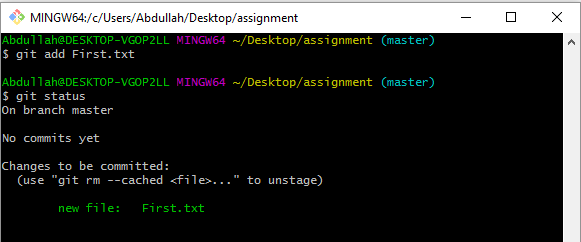 MINGW64:/c/Users/Abdullah/Desktop/assignment
Abdullah@DESKTOP-VGOP2LL MINGW64 ~/Desktop/assignment (master)
$ git add First.txt
Abdullah@DESKTOP-VGOP2LL MINGW64 ~/Desktop/assignment (master)
$ git status
On branch master
No commits yet
Changes to be committed:
(use "git rm --cached <file>..." to unstage)
new file: First.txt